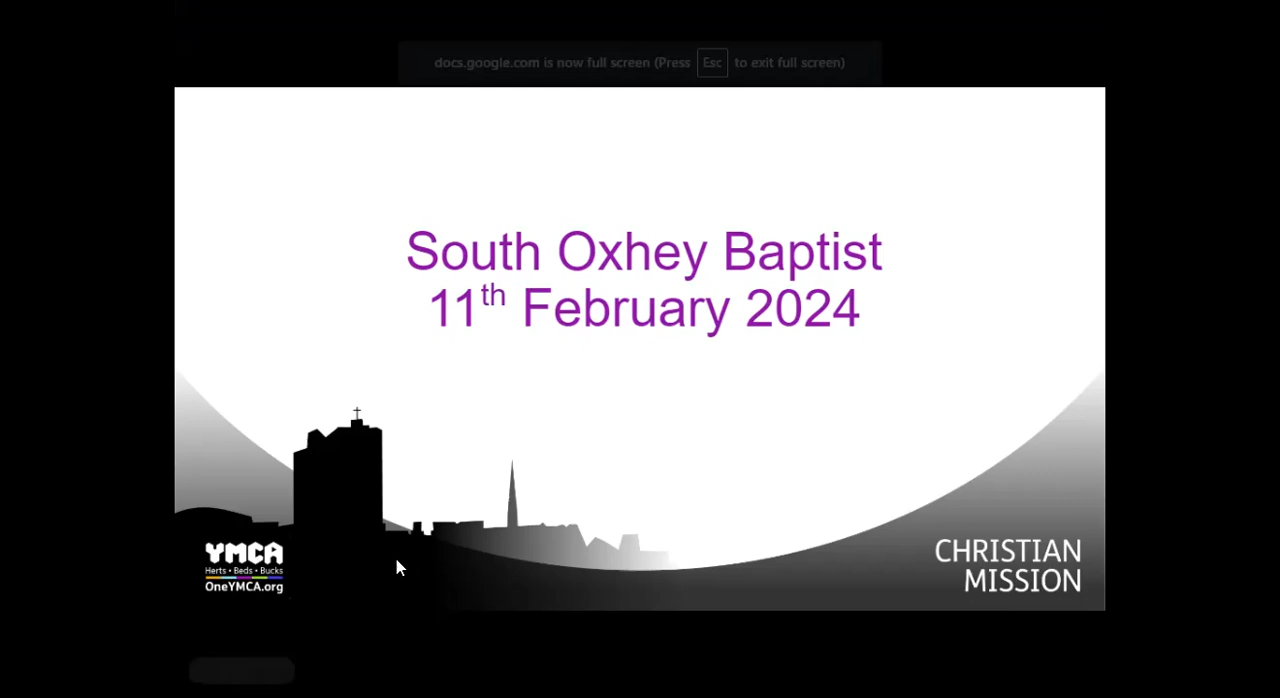 docs.google.com is now full screen (Press Esc to exit full screen)
South Oxhey Baptist
11th February 2024
YMCA
Herts • Beds • Bucks
OneYMCA.org
CHRISTIAN
MISSION